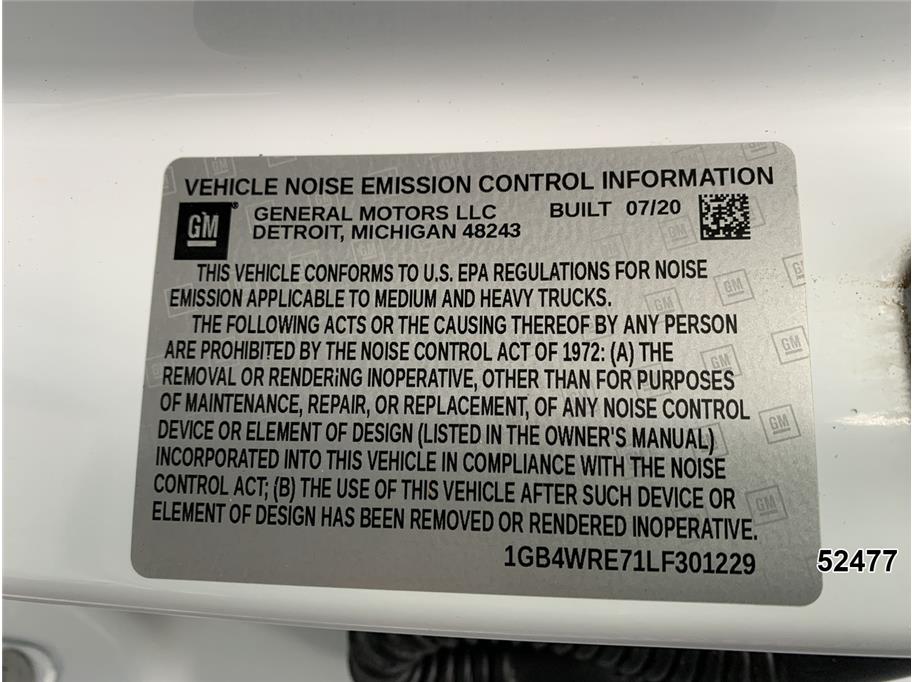 VEHICLE NOISE EMISSION CONTROL INFORMATION
GM ® GENERAL MOTORS LLC BUILT 07/20
DETROIT, MICHIGAN 48243
THIS VEHICLE CONFORMS TO U.S. EPA REGULATIONS FOR NOISE
EMISSION APPLICABLE TO MEDIUM AND HEAVY TRUCKS.
THE FOLLOWING ACTS OR THE CAUSING THEREOF BY ANY PERSON
ARE PROHIBITED BY THE NOISE CONTROL ACT OF 1972: (A) THE
REMOVAL OR RENDERiNG INOPERATIVE, OTHER THAN FOR PURPOSES
OF MAINTENANCE, REPAIR, OR REPLACEMENT, OF ANY NOISE CONTROL
DEVICE OR ELEMENT OF DESIGN (LISTED IN THE OWNER'S MANUAL)
INCORPORATED INTO THIS VEHICLE IN COMPLIANCE WITH THE NOISE
CONTROL ACT; (B) THE USE OF THIS VEHICLE AFTER SUCH DEVICE OR
ELEMENT OF DESIGN HAS BEEN REMOVED OR RENDERED INOPERATIVE.
1GB4WRE71LF301229
52477